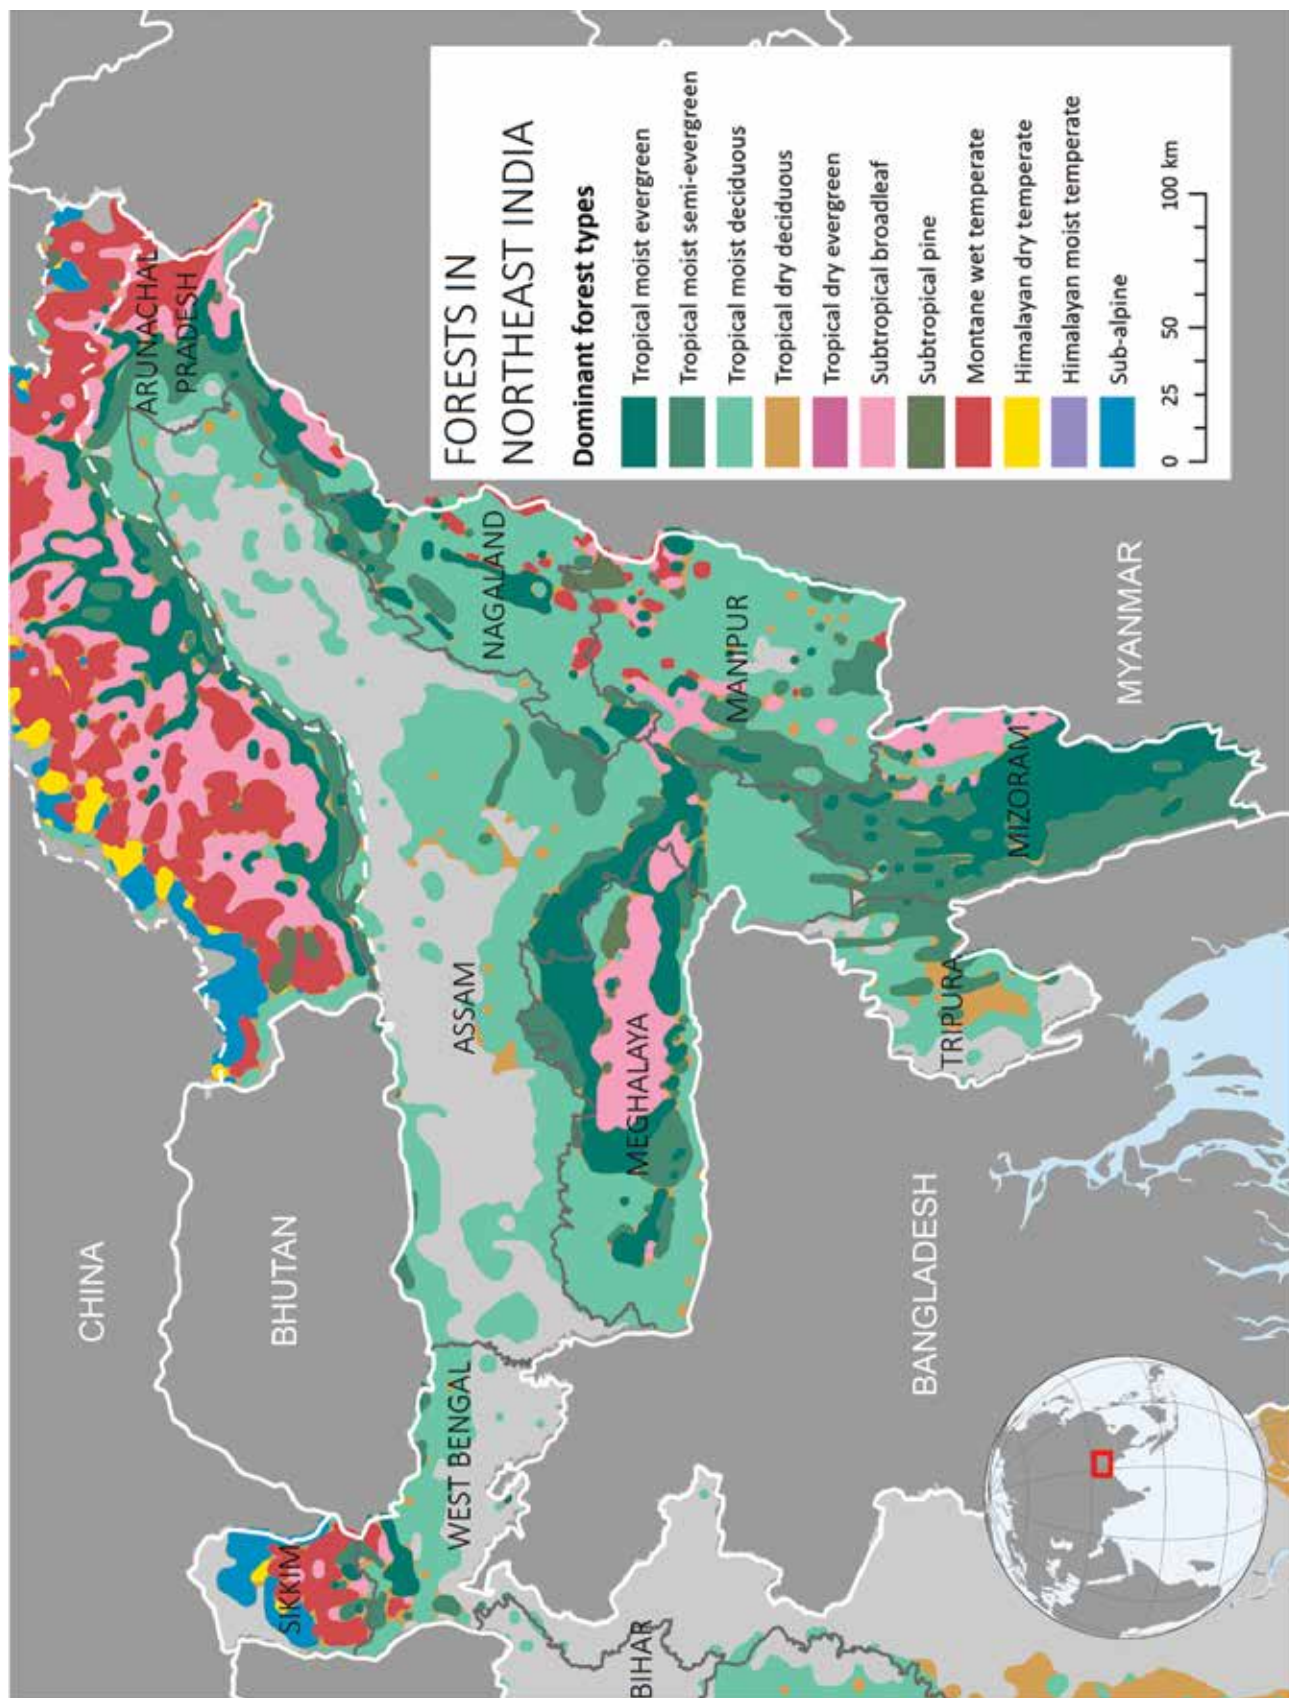 CHINA
BHUTAN
SIKKIM
WEST BENGAL
BIHAR
ASSAM
MEGHALAYA
BANGLADESH
TRIPURA
MIZORAM
MANIPUR
NAGALAND
ARUNACHAL
PRADESH
MYANMAR
FORESTS IN
NORTHEAST INDIA
Dominant forest types
Tropical moist evergreen
Tropical moist semi-evergreen
Tropical moist deciduous
Tropical dry deciduous
Tropical dry evergreen
Subtropical broadleaf
Subtropical pine
Montane wet temperate
Himalayan dry temperate
Himalayan moist temperate
Sub-alpine
0 25 50 100 km